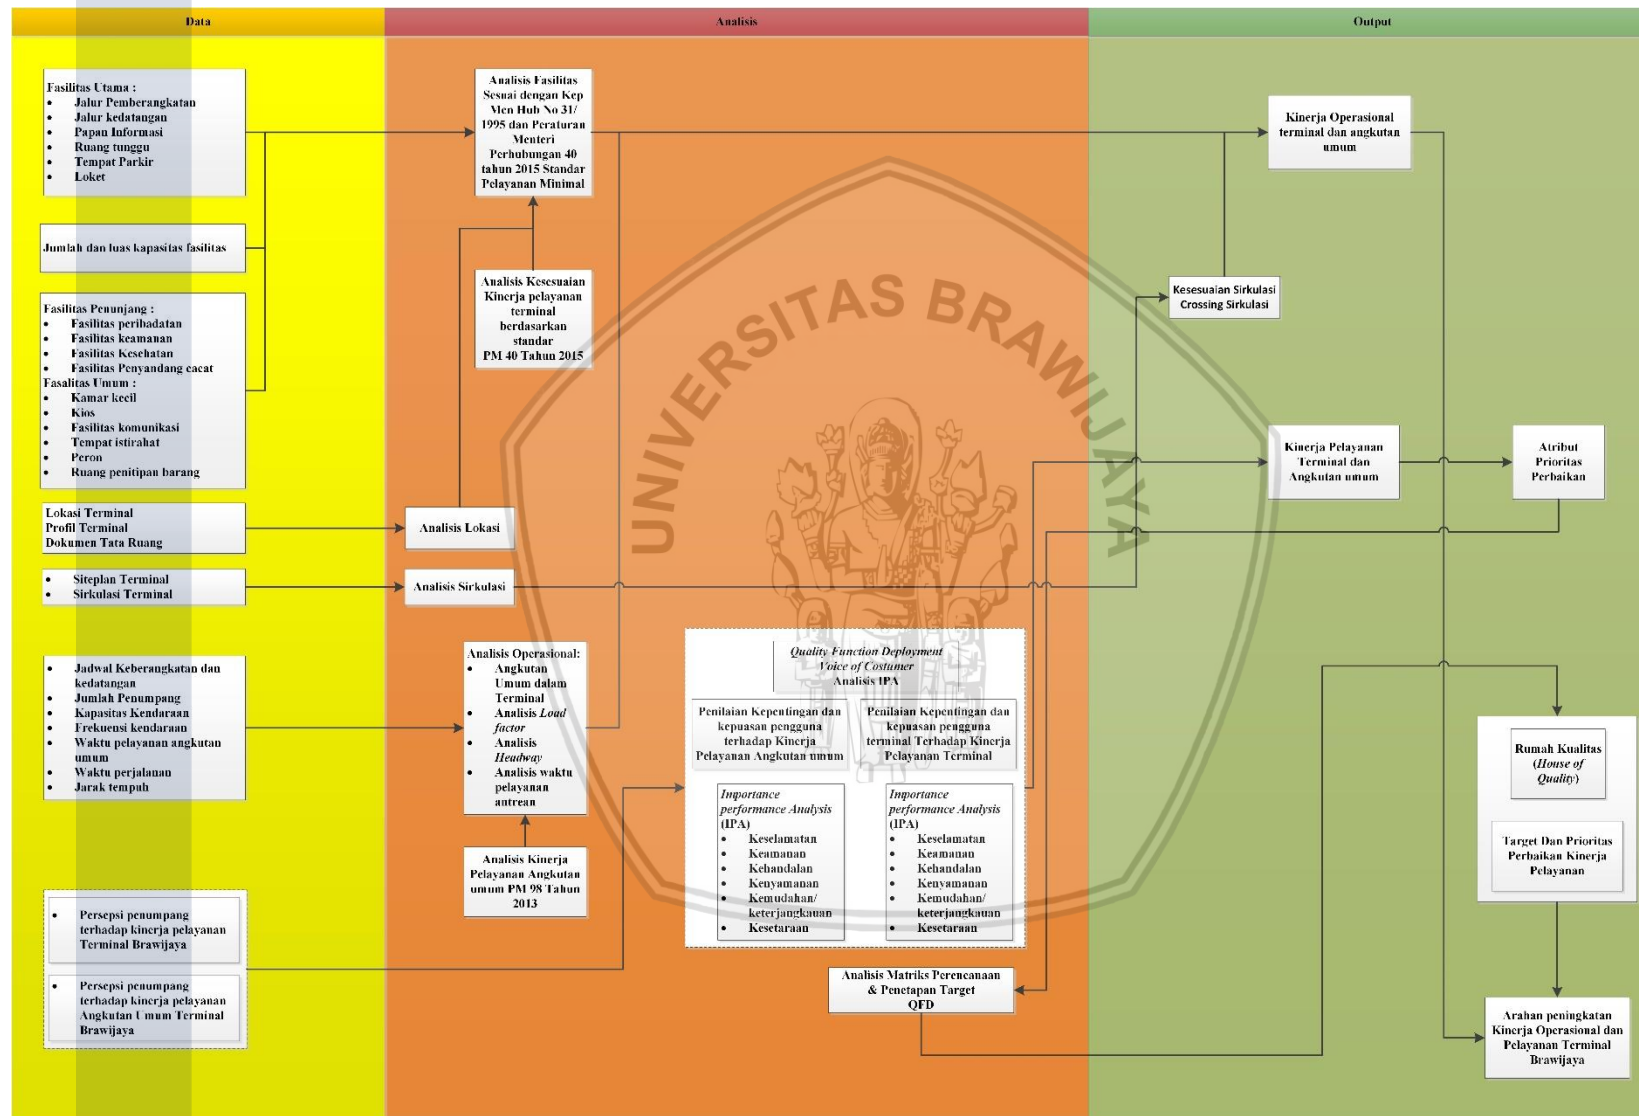 Data
Analisis
Output
Fasilitas Utama :
• Jalur Pemberangkatan
• Jalur kedatangan
• Papan Informasi
• Ruang tunggu
• Tempat Parkir
• Loket
Jumlah dan luas kapasitas fasilitas
Fasilitas Penunjang :
• Fasilitas peribadatan
• Fasilitas keamanan
• Fasilitas Kesehatan
• Fasilitas Penyandang cacat
Fasalitas Umum :
• Kamar kecil
• Kios
• Fasilitas komunikasi
• Tempat istirahat
• Peron
• Ruang penitipan barang
Lokasi Terminal
Profil Terminal
Dokumen Tata Ruang
• Siteplan Terminal
• Sirkulasi Terminal
• Jadwal Keberangkatan dan
kedatangan
• Jumlah Penumpang
• Kapasitas Kendaraan
• Frekuensi kendaraan
• Waktu pelayanan angkutan
umum
• Waktu perjalanan
• Jarak tempuh
• Persepsi penumpang
terhadap kinerja pelayanan
Terminal Brawijaya
• Persepsi penumpang
terhadap kinerja pelayanan
Angkutan Umum Terminal
Brawijaya
Analisis Fasilitas
Sesuai dengan Kep
Men Hub No 31/
1995 dan Peraturan
Menteri
Perhubungan 40
tahun 2015 Standar
Pelayanan Minimal
Analisis Kesesuaian
Kinerja pelayanan
terminal
berdasarkan
standar
PM 40 Tahun 2015
Analisis Lokasi
Analisis Sirkulasi
Analisis Operasional:
• Angkutan
Umum dalam
Terminal
• Analisis Load
factor
• Analisis
Headway
• Analisis waktu
pelayanan
antrean
Analisis Kinerja
Pelayanan Angkutan
umum PM 98 Tahun
2013
Quality Function Deployment
Voice of Costumer
Analisis IPA
Penilaian Kepentingan dan
kepuasan pengguna
terhadap Kinerja
Pelayanan Angkutan umum
Penilaian Kepentingan dan
kepuasan pengguna
terminal Terhadap Kinerja
Pelayanan Terminal
Importance
performance Analysis
(IPA)
• Keselamatan
• Keamanan
• Kehandalan
• Kenyamanan
• Kemudahan/
keterjangkauan
• Kesetaraan
Importance
performance Analysis
(IPA)
• Keselamatan
• Keamanan
• Kehandalan
• Kenyamanan
• Kemudahan/
keterjangkauan
• Kesetaraan
Analisis Matriks Perencanaan
& Penetapan Target
QFD
Kinerja Operasional
terminal dan angkutan
umum
Kesesuaian Sirkulasi
Crossing Sirkulasi
Kinerja Pelayanan
Terminal dan
Angkutan umum
Atribut
Prioritas
Perbaikan
Rumah Kualitas
(House of
Quality)
Target Dan Prioritas
Perbaikan Kinerja
Pelayanan
Arahan peningkatan
Kinerja Operasional dan
Pelayanan Terminal
Brawijaya
UNIVERSITAS BRAWIJAYA